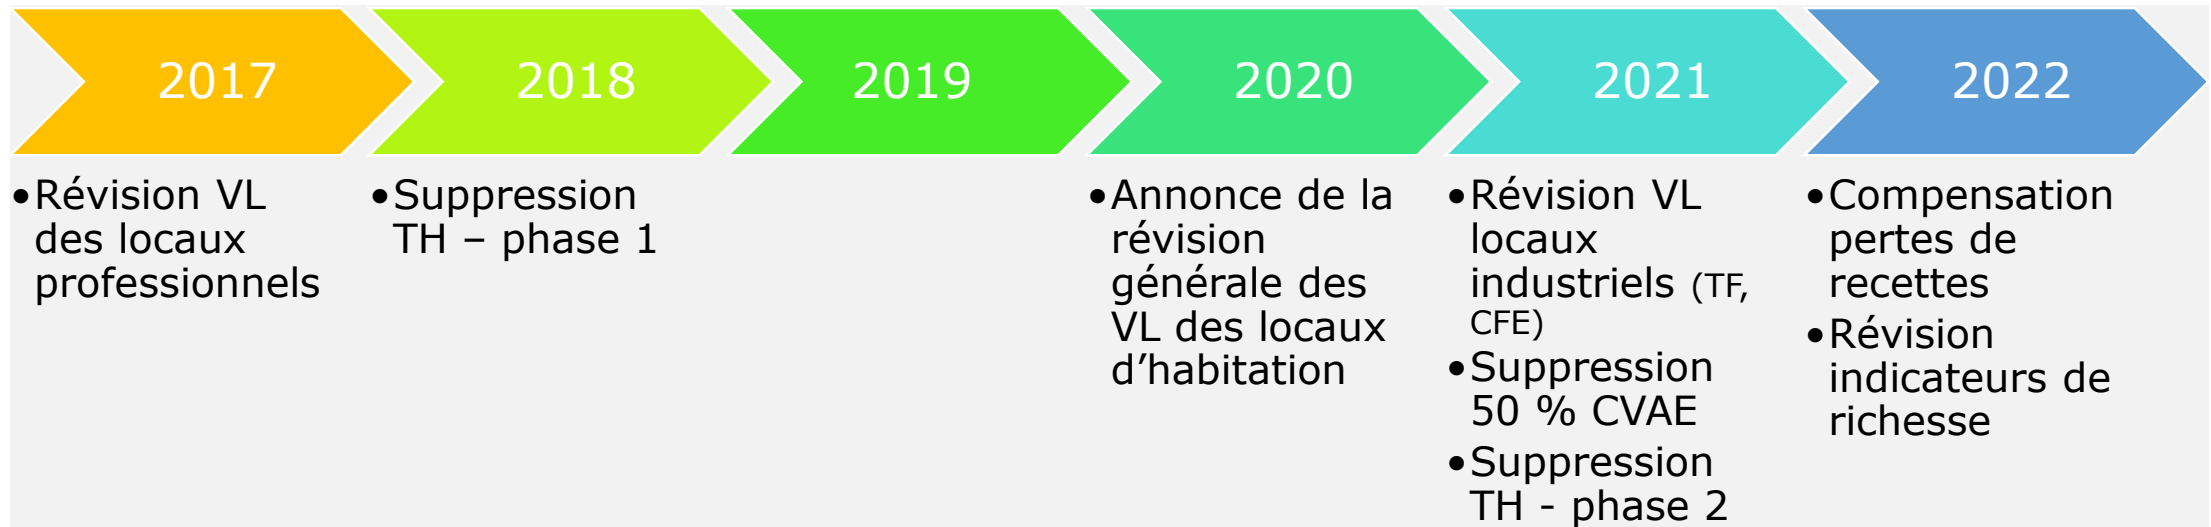 2017
2018
2019
2020
2021
2022
•Révision VL
des locaux
professionnels
•Suppression
TH – phase 1
•Annonce de la
révision
générale des
VL des locaux
d’habitation
•Révision VL
locaux
industriels (TF,
CFE)
•Suppression
50 % CVAE
•Suppression
TH - phase 2
•Compensation
pertes de
recettes
•Révision
indicateurs de
richesse